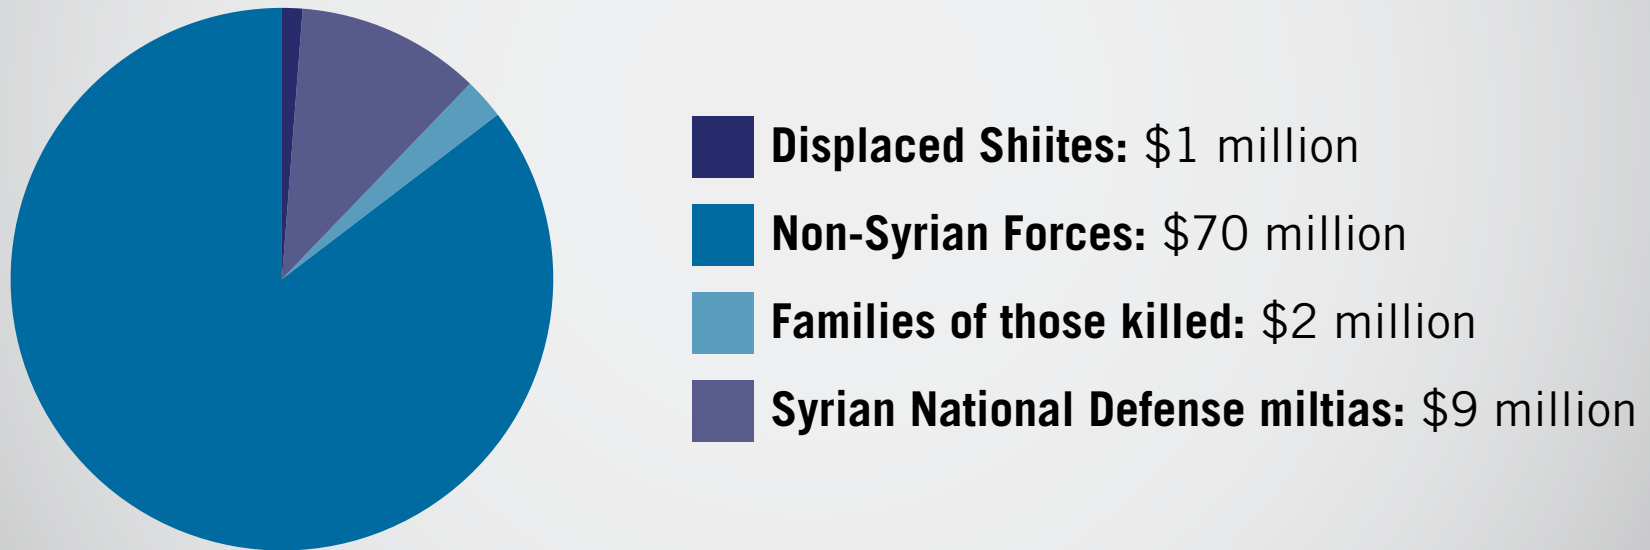 Displaced Shiites: $1 million
Non-Syrian Forces: $70 million
Families of those killed: $2 million
Syrian National Defense miltias: $9 million